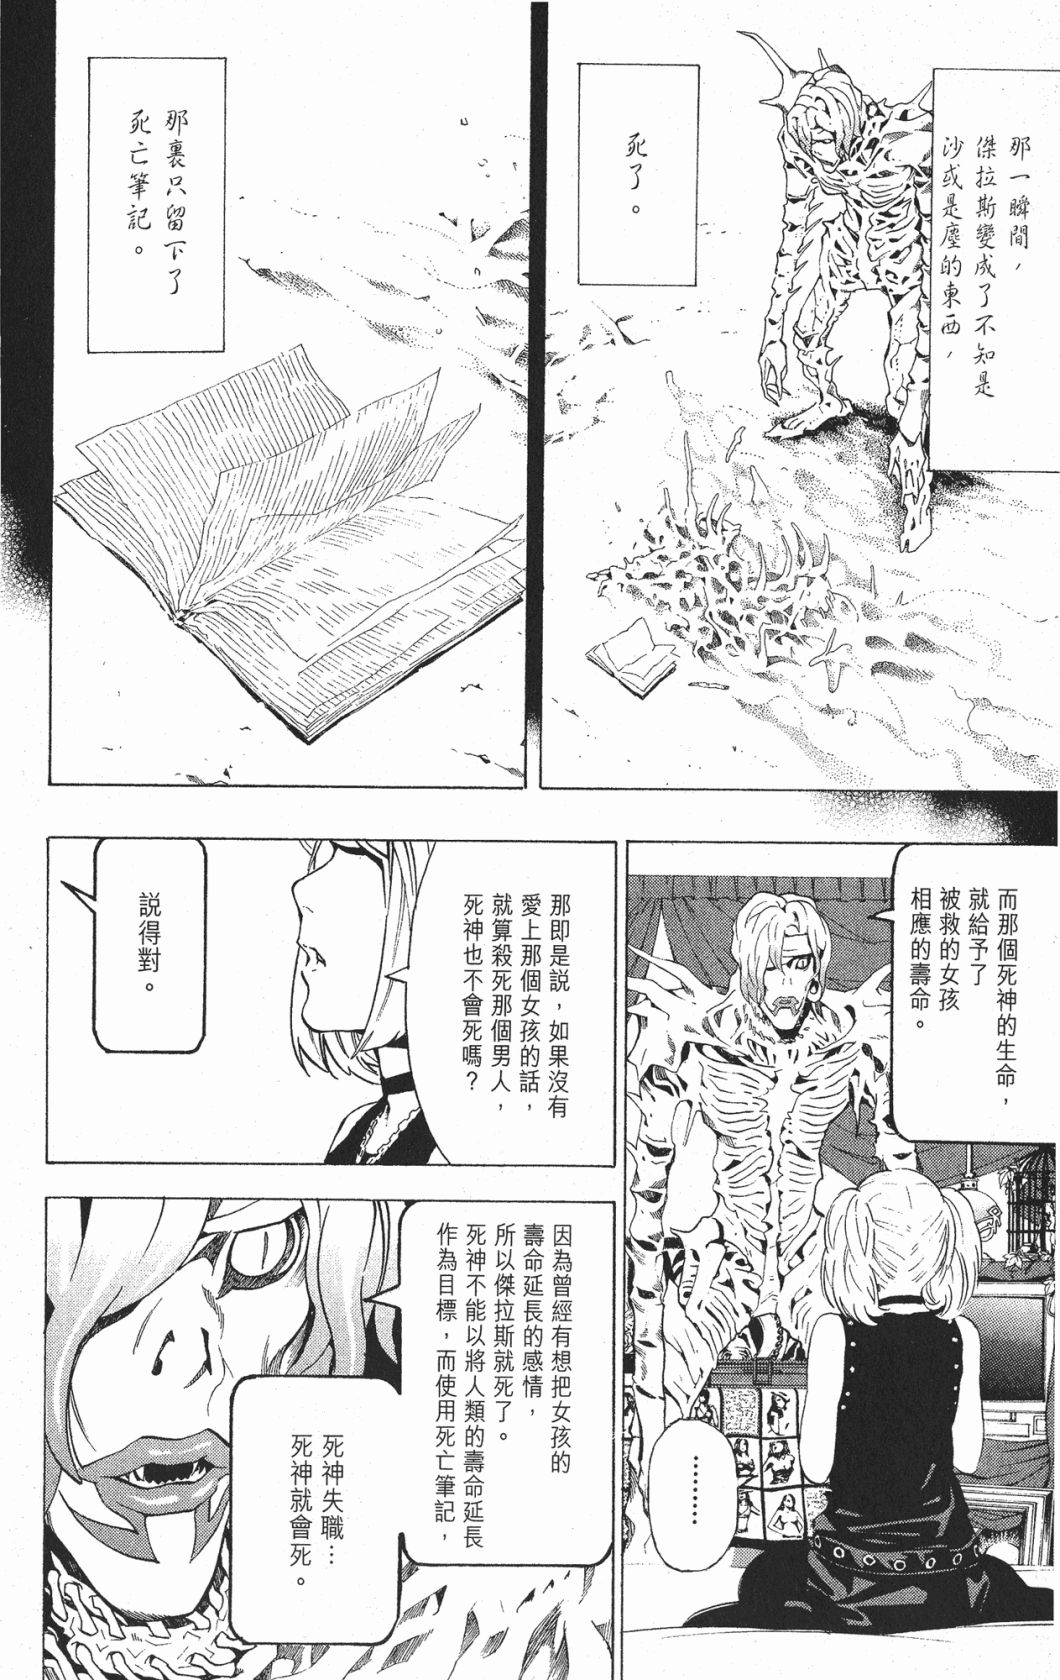 那一瞬間，
傑拉斯變成了不知是
沙或是塵的東西，
死了。
那裏只留下了
死亡筆記。
而那個死神的生命，
就給予了
被救的女孩
相應的壽命。
………
那即是説，如果沒有
愛上那個女孩的話，
就算殺死那個男人，
死神也不會死嗎？
説得對。
因為曾經有想把女孩的
壽命延長的感情，
所以傑拉斯就死了。
死神不能以將人類的壽命延長
作為目標，而使用死亡筆記，
死神失職…
死神就會死。